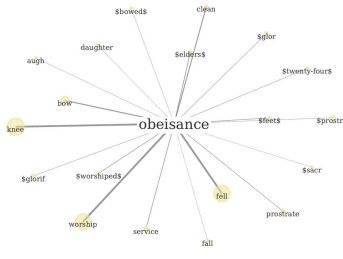 $bowed$
clean
$glor
daughter
$elders$
augh
$twenty-four$
bow
obeisance
$feet$
$prostr
knee
$sacr
$glorif
$worshiped$
fell
prostrate
worship
service
fall